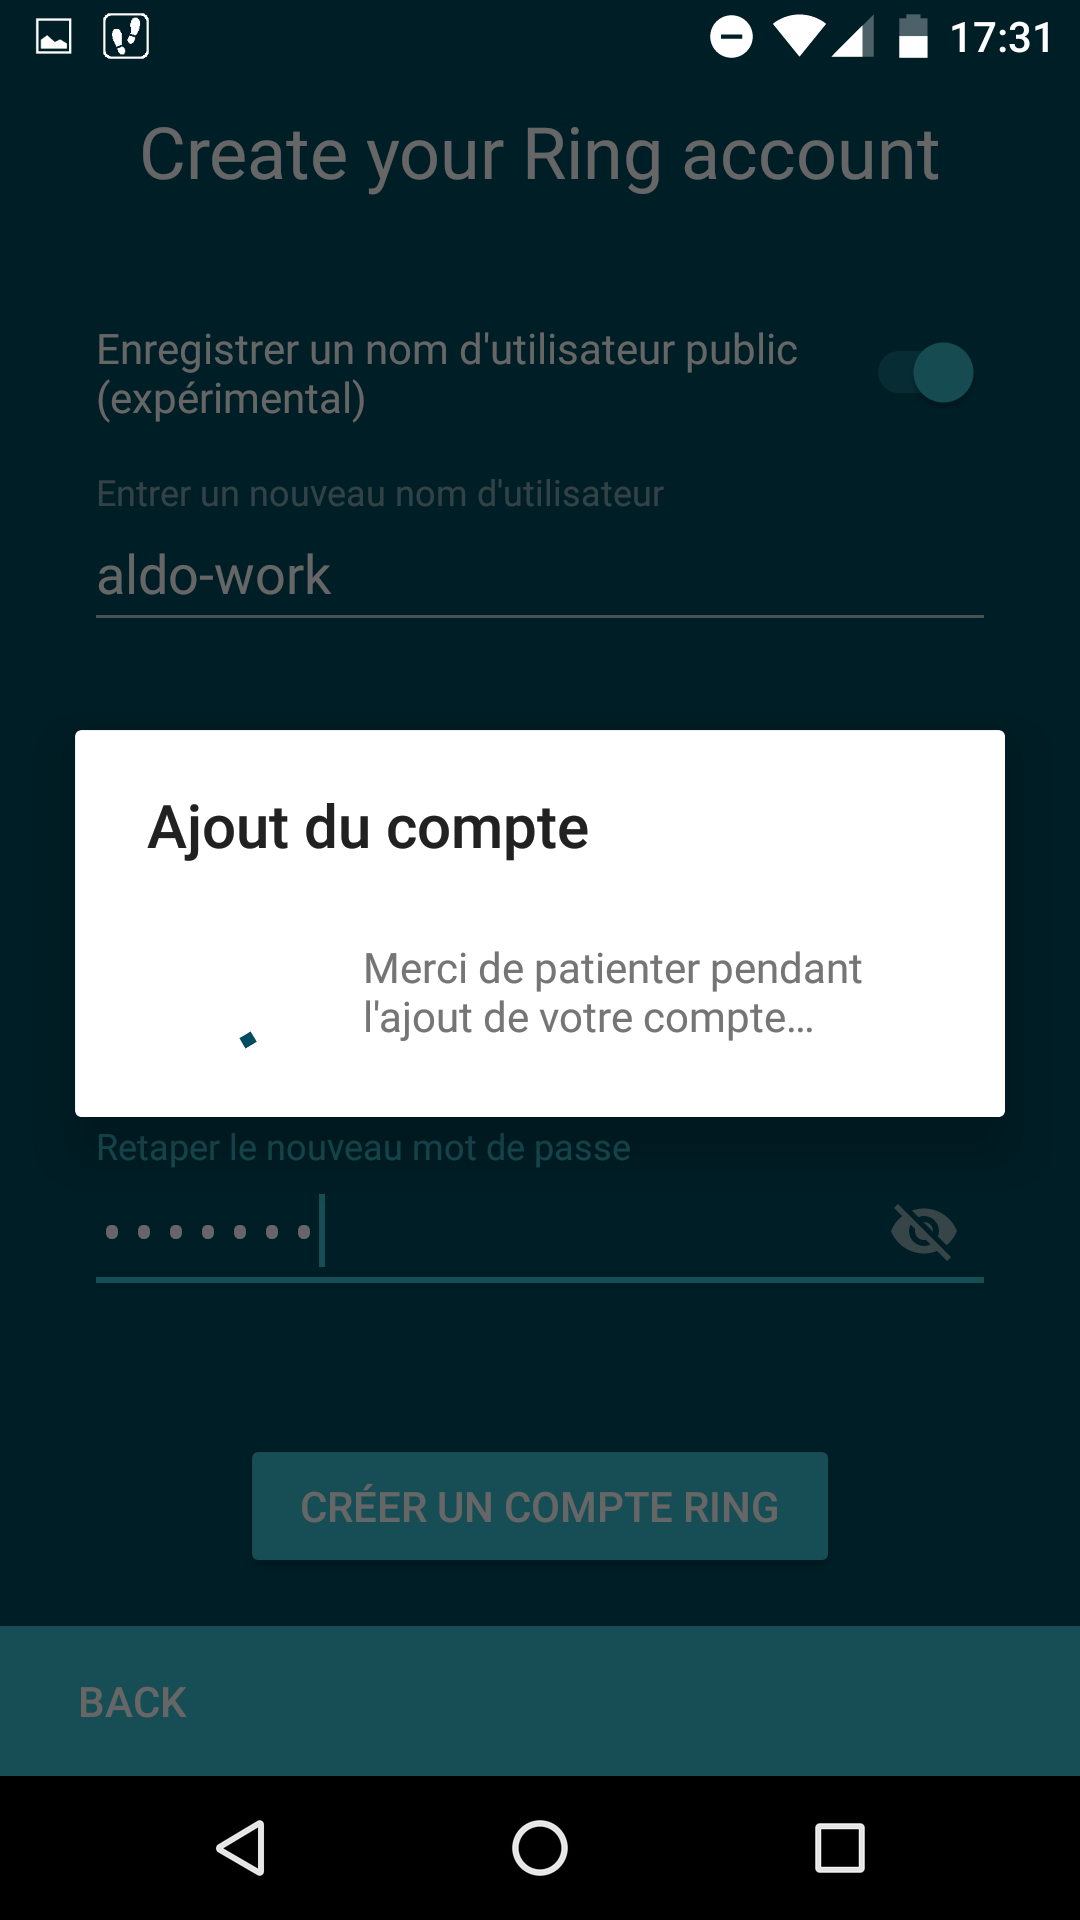 17:31
Create your Ring account
Enregistrer un nom d'utilisateur public
(expérimental)
Entrer un nouveau nom d'utilisateur
aldo-work
Ajout du compte
Merci de patienter pendant
l'ajout de votre compte…
Retaper le nouveau mot de passe
•••••••
CRÉER UN COMPTE RING
BACK